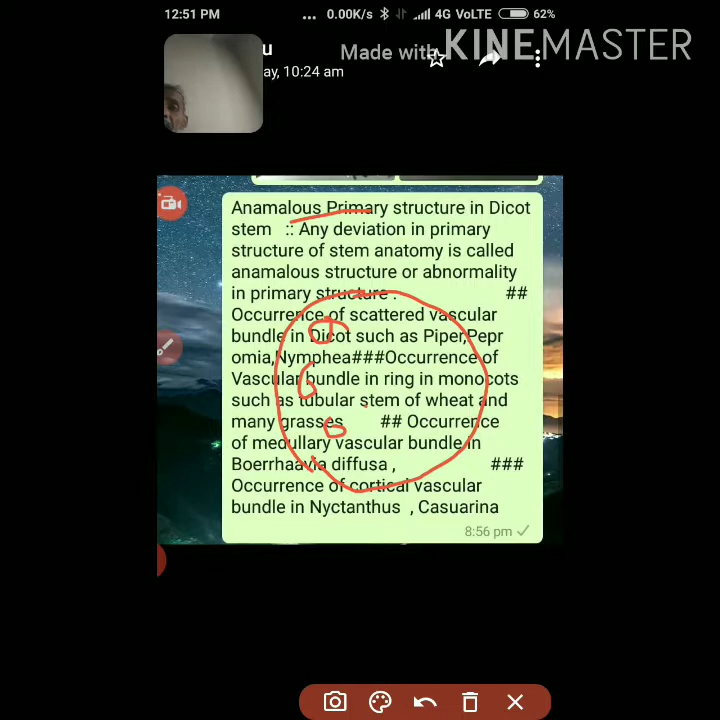 12:51 PM ... 0.00K/s 4G VoLTE 62%
u
Made with KINEMASTER
ay, 10:24 am
Anamalous Primary structure in Dicot
stem :: Any deviation in primary
structure of stem anatomy is called
anamalous structure or abnormality
in primary structure . ##
Occurrence of scattered vascular
bundle in Dicot such as Piper,Pepr
omia,Nymphea###Occurrence of
Vascular bundle in ring in monocots
such as tubular stem of wheat and
many grasses ## Occurrence
of medullary vascular bundle in
Boerrhaavia diffusa , ###
Occurrence of cortical vascular
bundle in Nyctanthus , Casuarina
8:56 pm